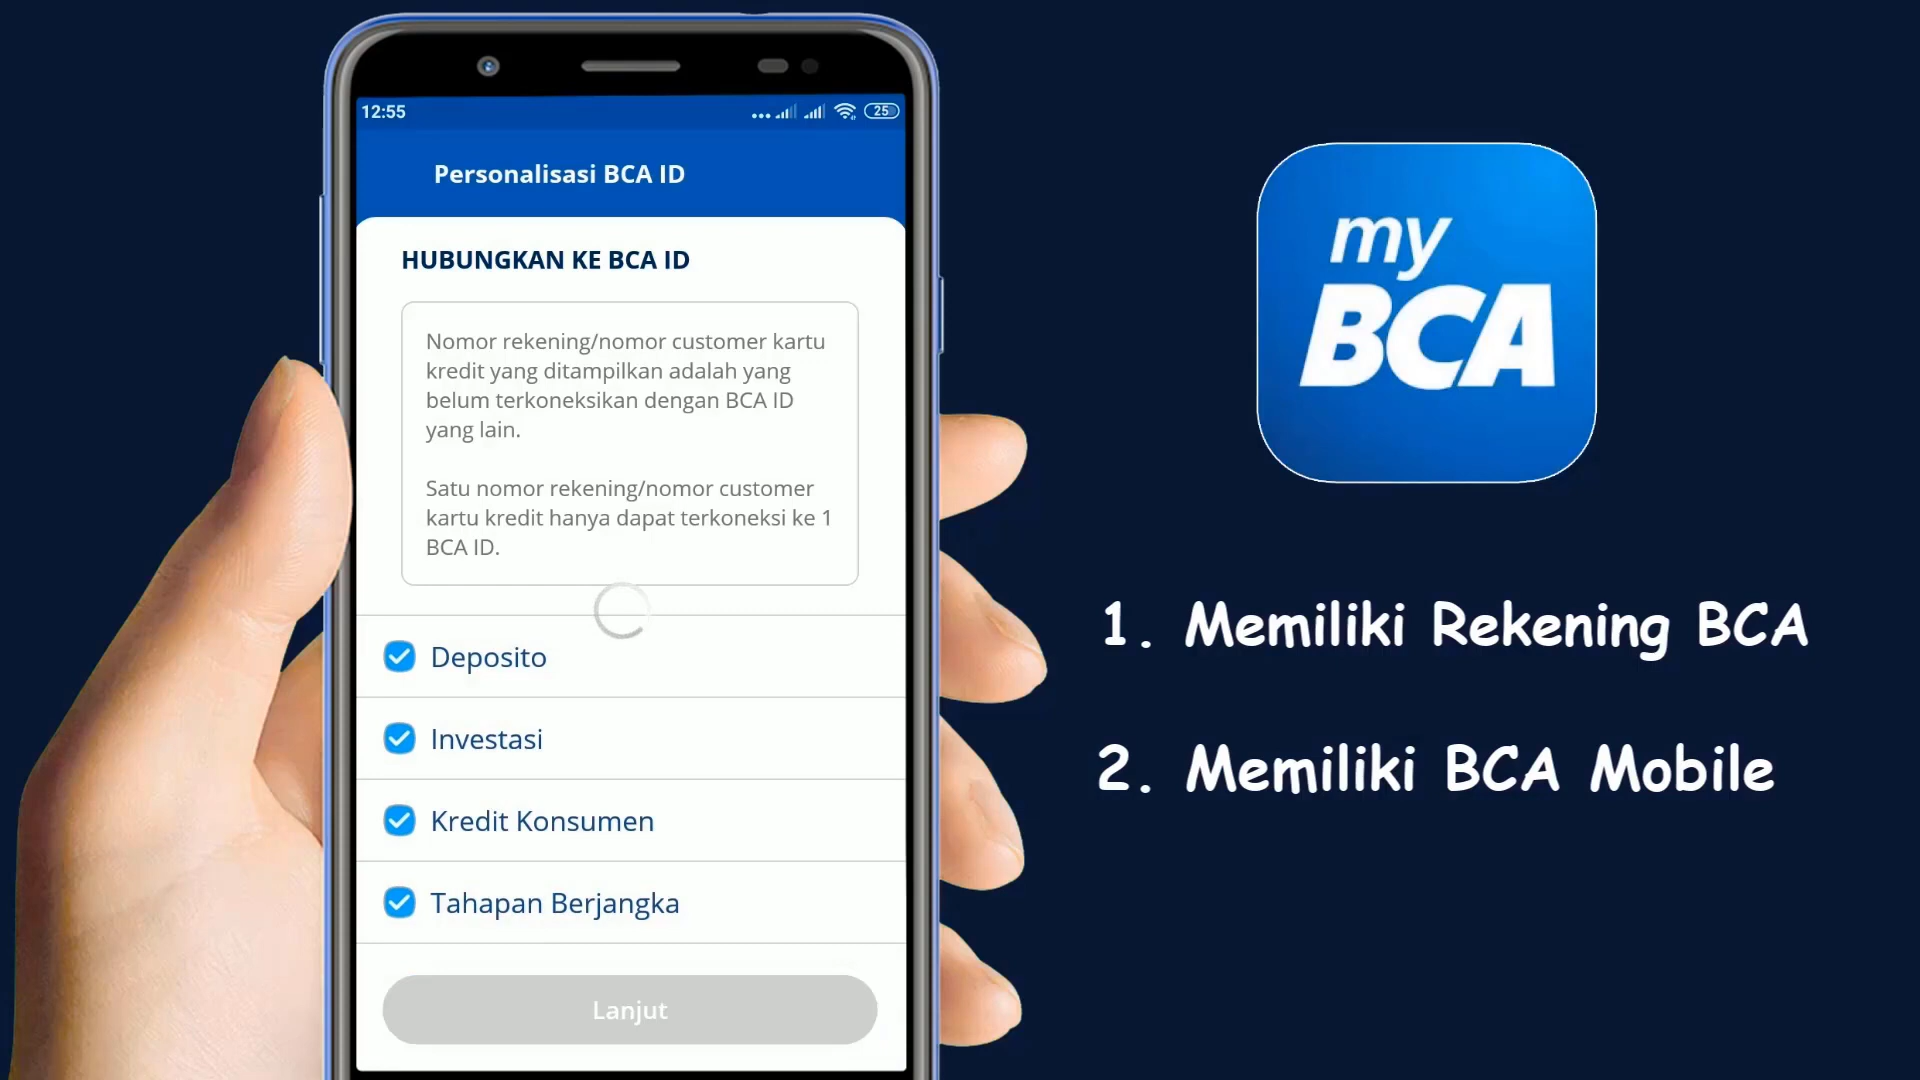 12:55
25
Personalisasi BCA ID
HUBUNGKAN KE BCA ID
Nomor rekening/nomor customer kartu
kredit yang ditampilkan adalah yang
belum terkoneksikan dengan BCA ID
yang lain.
Satu nomor rekening/nomor customer
kartu kredit hanya dapat terkoneksi ke 1
BCA ID.
Deposito
Investasi
Kredit Konsumen
Tahapan Berjangka
Lanjut
my
BCA
1. Memiliki Rekening BCA
2. Memiliki BCA Mobile